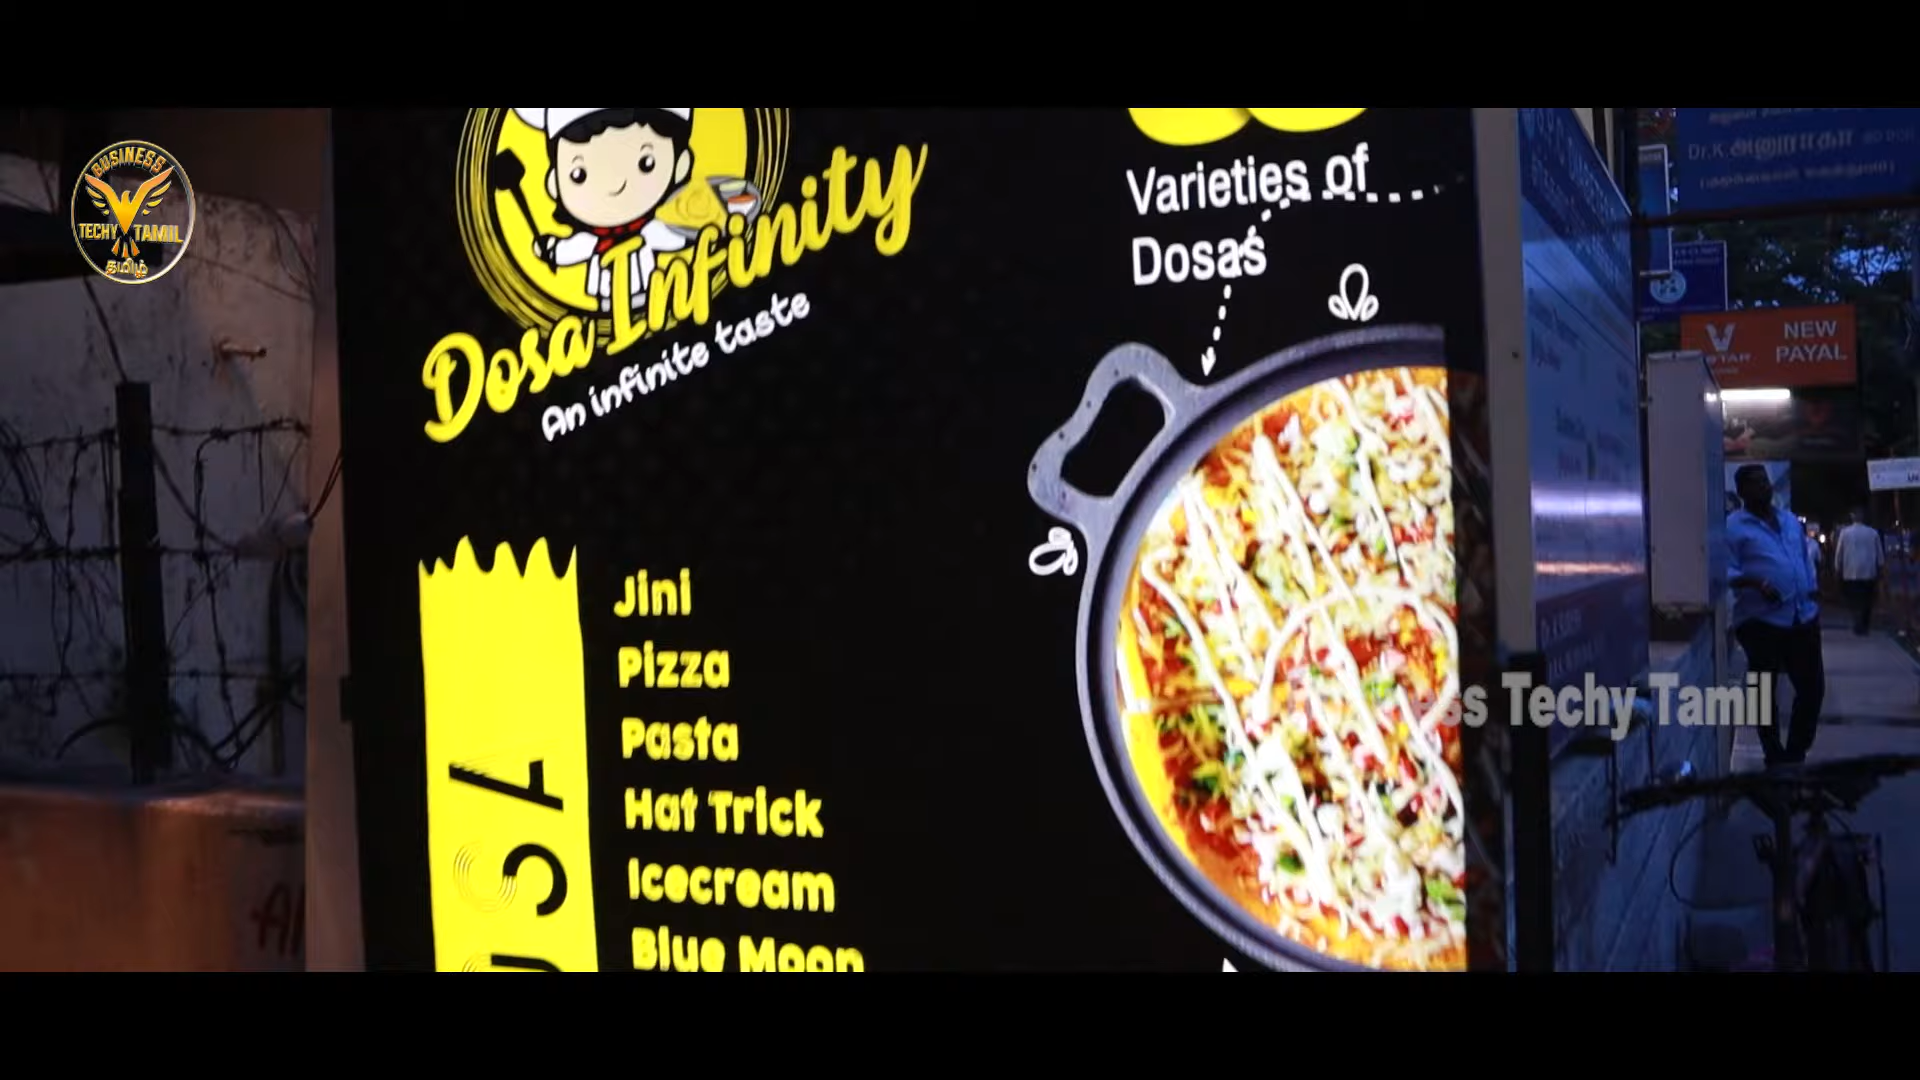 BUSINESS
TECHY TAMIL
தமிழ்
Dosa Infinity
An infinite taste
Varieties of
Dosas
Jini
Pizza
Pasta
Hat Trick
Icecream
Blue Moon
NEW
PAYAL
Dr.K.
Techy Tamil